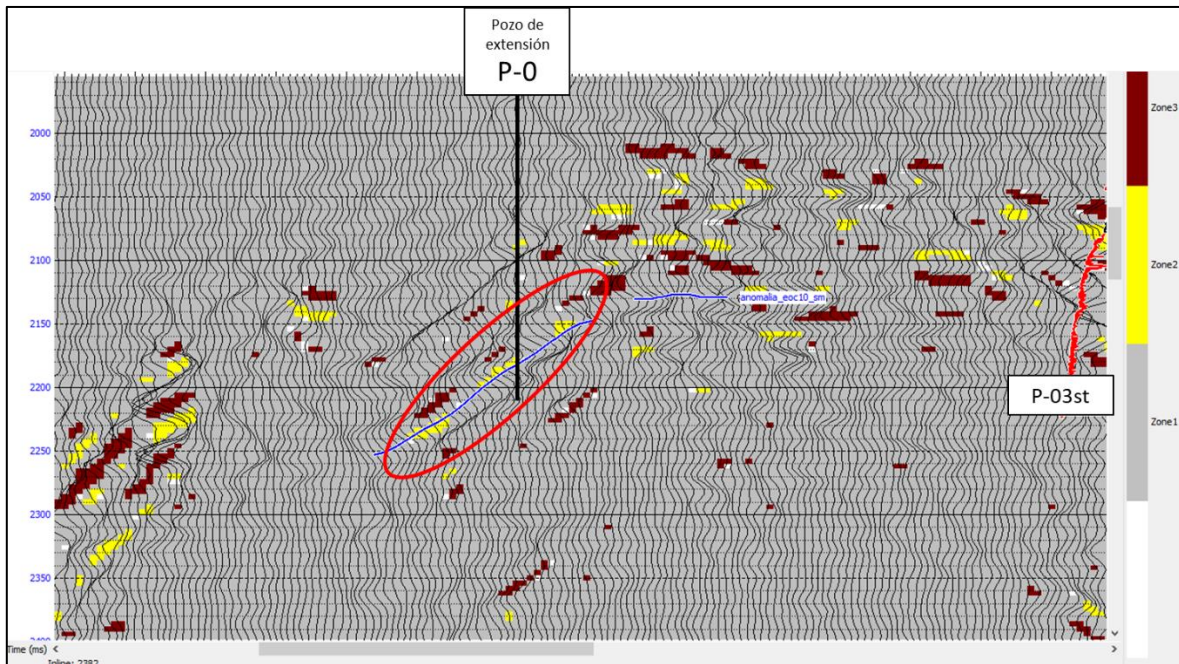 Pozo de
extensión
P-0
2000
2050
2100
2150
2200
2250
2300
2350
2400
Time (ms)
Inline: 2382
anomalia_eoc10_sm
P-03st
Zone3
Zone2
Zone1